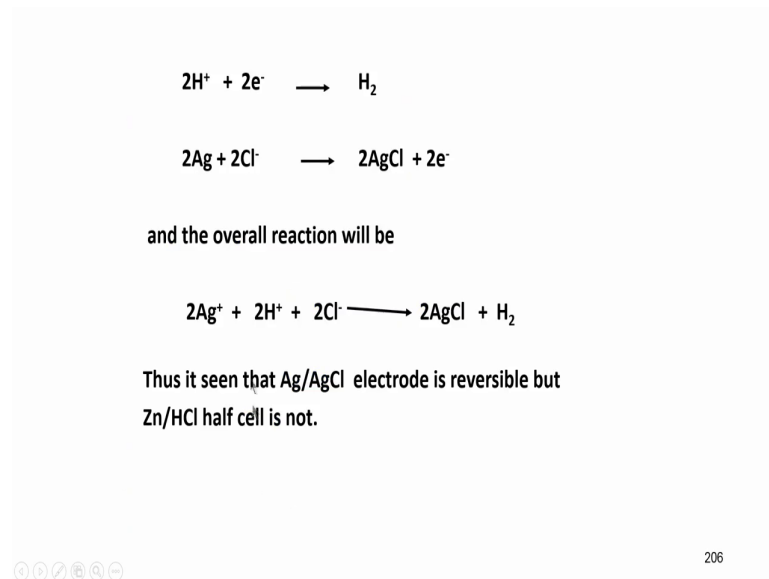 2H⁺ + 2e⁻ ⟶ H₂
2Ag + 2Cl⁻ ⟶ 2AgCl + 2e⁻
and the overall reaction will be
2Ag⁺ + 2H⁺ + 2Cl⁻ ⟶ 2AgCl + H₂
Thus it seen that Ag/AgCl electrode is reversible but
Zn/HCl half cell is not.
206